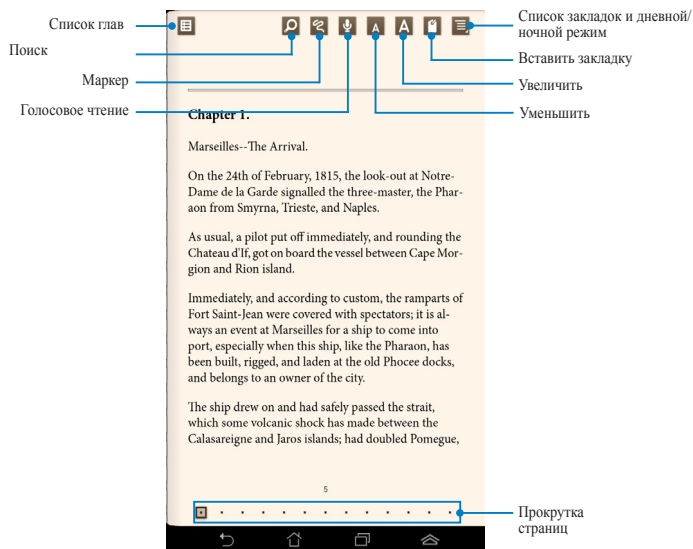 Список глав
Поиск
Маркер
Голосовое чтение
Список закладок и дневной/
ночной режим
Вставить закладку
Увеличить
Уменьшить
A A
Chapter 1.
Marseilles--The Arrival.
On the 24th of February, 1815, the look-out at Notre-
Dame de la Garde signalled the three-master, the Phar-
aon from Smyrna, Trieste, and Naples.
As usual, a pilot put off immediately, and rounding the
Chateau d'If, got on board the vessel between Cape Mor-
gion and Rion island.
Immediately, and according to custom, the ramparts of
Fort Saint-Jean were covered with spectators; it is al-
ways an event at Marseilles for a ship to come into
port, especially when this ship, like the Pharaon, has
been built, rigged, and laden at the old Phocee docks,
and belongs to an owner of the city.
The ship drew on and had safely passed the strait,
which some volcanic shock has made between the
Calasareigne and Jaros islands; had doubled Pomegue,
5
Прокрутка
страниц